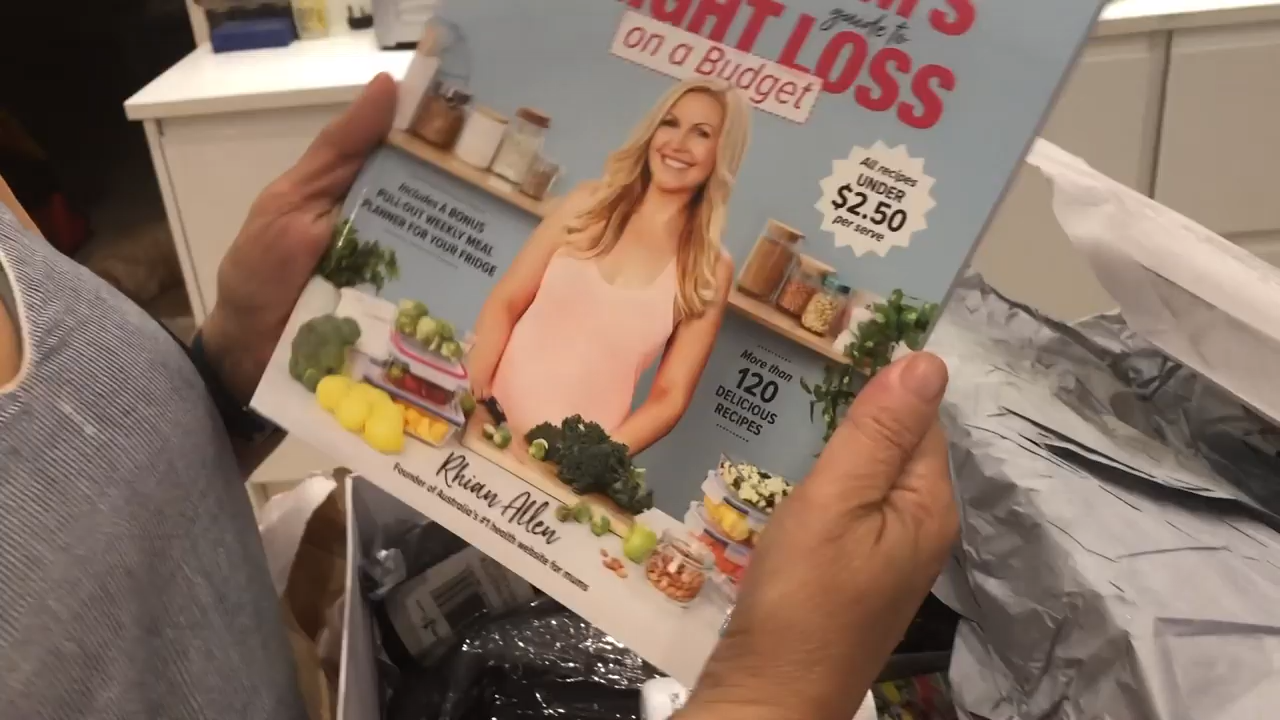 guide to
LOSS
on a Budget
All recipes
UNDER
$2.50
per serve
Includes A BONUS
PULL-OUT WEEKLY MEAL
PLANNER FOR YOUR FRIDGE
More than
120
DELICIOUS
RECIPES
Rhian Allen
Founder of Australia's #1 health website for mums